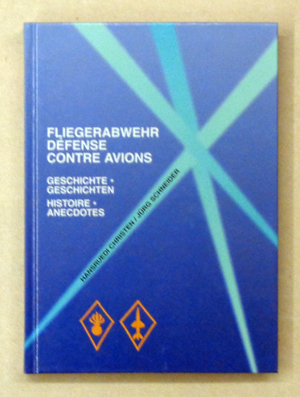 FLIEGERABWEHR
DÉFENSE
CONTRE AVIONS
GESCHICHTE •
GESCHICHTEN
HISTOIRE •
ANECDOTES
HANSRUEDI CHRISTEN / JÜRG SCHNEIDER